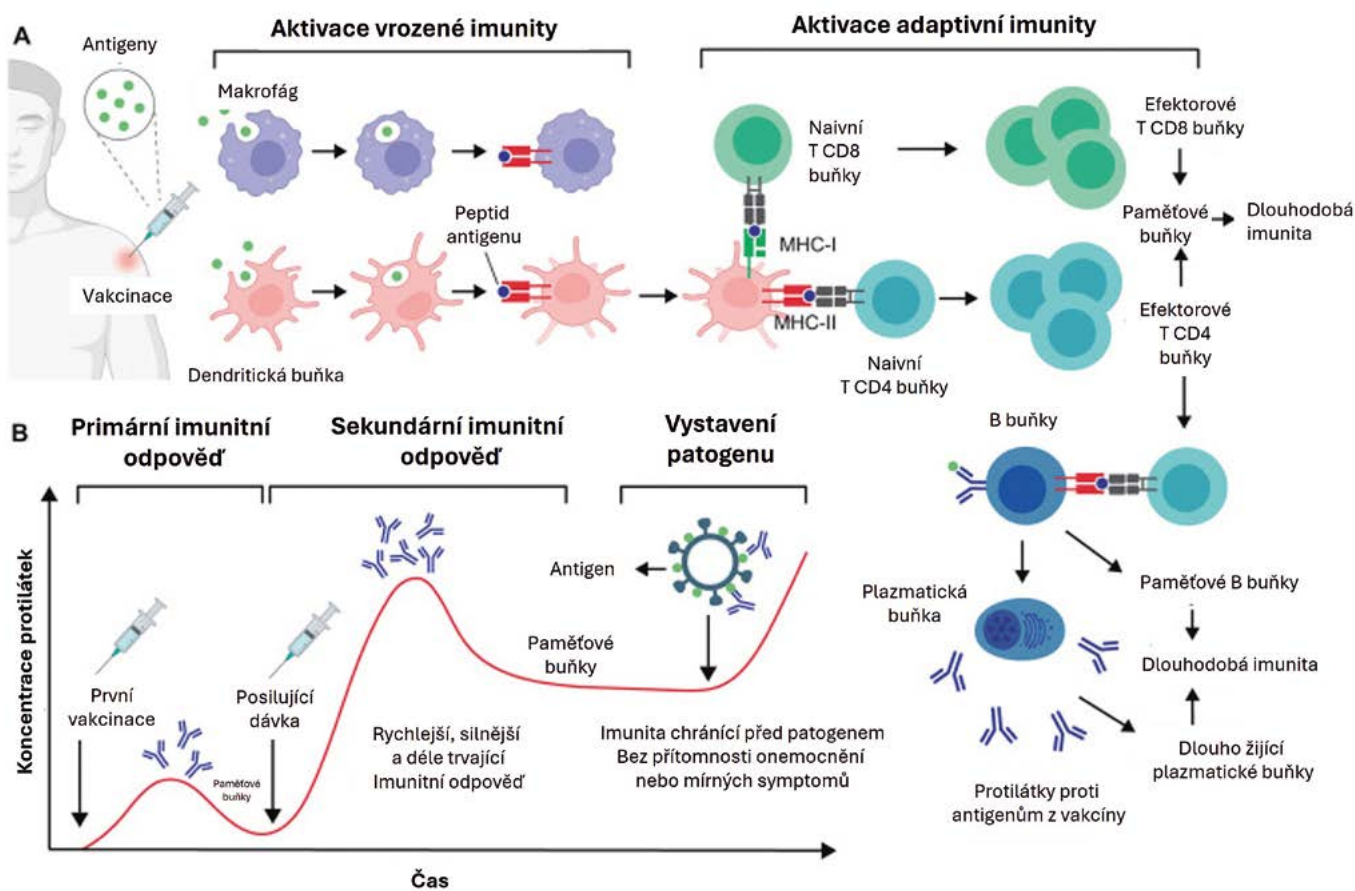 A
Antigeny
Aktivace vrozené imunity
Makrofág
Peptid
antigenu
Vakcinace
Dendritická buňka
Aktivace adaptivní imunity
Naivní
T CD8
buňky
MHC-I
MHC-II
Naivní
T CD4 buňky
Efektorové
T CD8 buňky
Paměťové
buňky
Dlouhodobá
imunita
Efektorové
T CD4
buňky
B buňky
Plazmatická
buňka
Paměťové B buňky
Dlouhodobá imunita
Dlouho žijící
plazmatické buňky
Protilátky proti
antigenům z vakcíny
B
Primární imunitní
odpověď
Sekundární imunitní
odpověď
Vystavení
patogenu
Koncentrace protilátek
První
vakcinace
Paměťové
buňky
Posilující
dávka
Rychlejší, silnější
a déle trvající
Imunitní odpověď
Paměťové
buňky
Antigen
Imunita chránící před patogenem
Bez přítomnosti onemocnění
nebo mírných symptomů
Čas